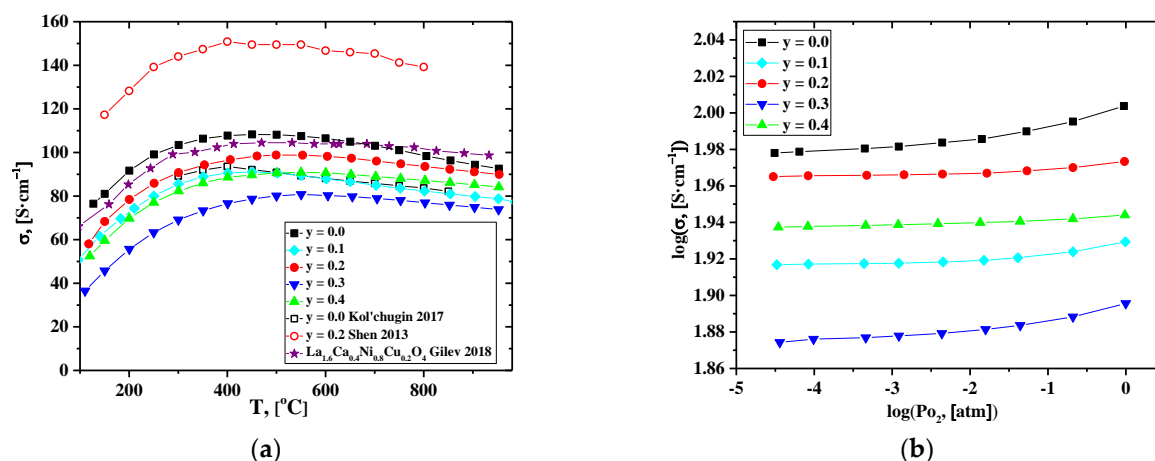 160
140
120
100
80
60
40
20
0
σ, [S·cm⁻¹]
200
400
600
800
T, [°C]
y = 0.0
y = 0.1
y = 0.2
y = 0.3
y = 0.4
y = 0.0 Kol'chugin 2017
y = 0.2 Shen 2013
La₁.₆Ca₀.₄Ni₀.₈Cu₀.₂O₄ Gilev 2018
(a)
2.04
2.02
2.00
1.98
1.96
1.94
1.92
1.90
1.88
1.86
log(σ, [S·cm⁻¹])
y = 0.0
y = 0.1
y = 0.2
y = 0.3
y = 0.4
-5
-4
-3
-2
-1
0
log(Po₂, [atm])
(b)